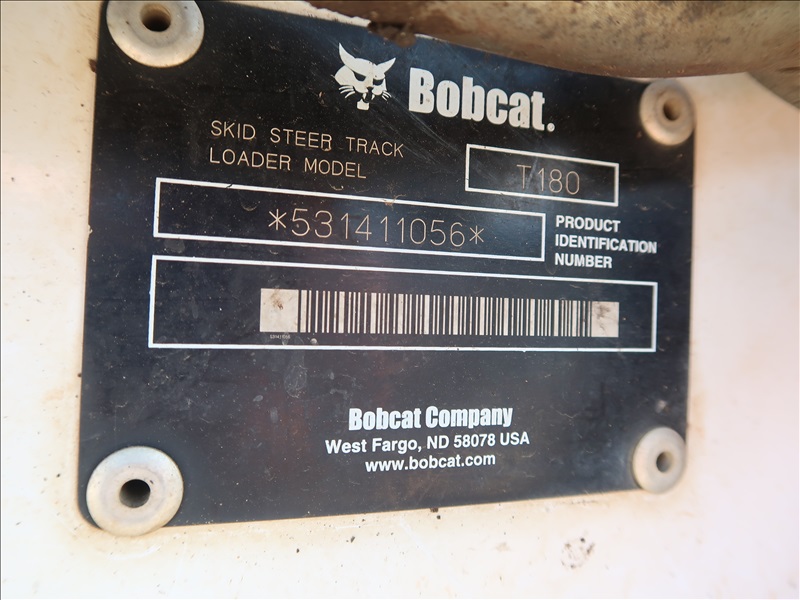 Bobcat.
SKID STEER TRACK
LOADER MODEL
T180
*531411056*
PRODUCT
IDENTIFICATION
NUMBER
Bobcat Company
West Fargo, ND 58078 USA
www.bobcat.com